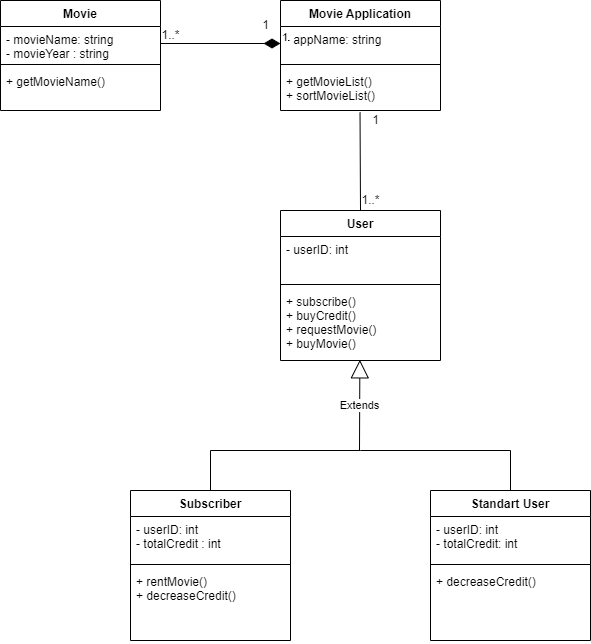 Movie
- movieName: string
- movieYear : string
+ getMovieName()
1..*
1
Movie Application
1.
appName: string
+ getMovieList()
+ sortMovieList()
1
1..*
User
- userID: int
+ subscribe()
+ buyCredit()
+ requestMovie()
+ buyMovie()
Extends
Subscriber
- userID: int
- totalCredit : int
+ rentMovie()
+ decreaseCredit()
Standart User
- userID: int
- totalCredit: int
+ decreaseCredit()